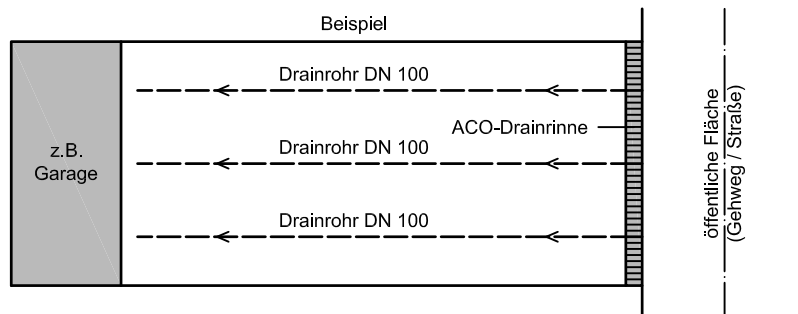 Beispiel
Drainrohr DN 100
ACO-Drainrinne
Drainrohr DN 100
z.B.
Garage
Drainrohr DN 100
öffentliche Fläche
(Gehweg / Straße)